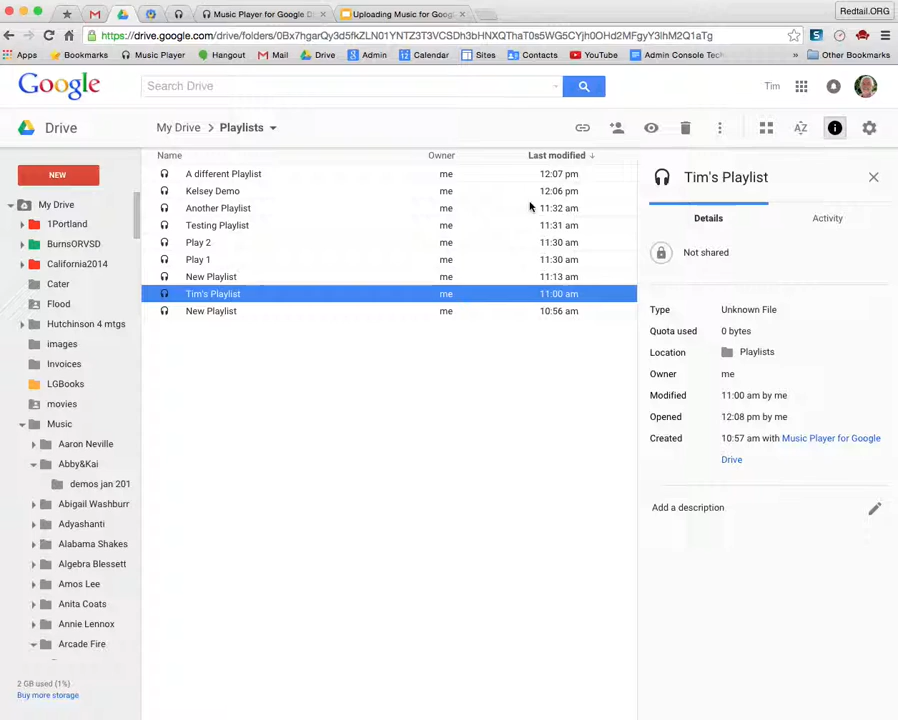 Music Player for Google D
Uploading Music for Goog
Redtail.ORG
https://drive.google.com/drive/folders/0Bx7hgarQy3d5fkZLN01YNTZ3T3VCSDh3bHNXQThaT0s5WG5CYjh0OHd2MFgyY3lhM2Q1aTg
Apps
Bookmarks
Music Player
Hangout
Mail
Drive
Admin
Calendar
Sites
Contacts
YouTube
Admin Console Tech
»
Other Bookmarks
Google
Search Drive
Tim
Drive
My Drive
Playlists
AZ
NEW
Name
Owner
Last modified
A different Playlist me 12:07 pm
Kelsey Demo me 12:06 pm
Another Playlist me 11:32 am
Testing Playlist me 11:31 am
Play 2 me 11:30 am
Play 1 me 11:30 am
New Playlist me 11:13 am
Tim's Playlist me 11:00 am
New Playlist me 10:56 am
My Drive
1Portland
BurnsORVSD
California2014
Cater
Flood
Hutchinson 4 mtgs
images
Invoices
LGBooks
movies
Music
Aaron Neville
Abby&Kai
demos jan 201
Abigail Washburr
Adyashanti
Alabama Shakes
Algebra Blessett
Amos Lee
Anita Coats
Annie Lennox
Arcade Fire
2 GB used (1%)
Buy more storage
Tim's Playlist
Details
Activity
Not shared
Type Unknown File
Quota used 0 bytes
Location Playlists
Owner me
Modified 11:00 am by me
Opened 12:08 pm by me
Created 10:57 am with Music Player for Google
Drive
Add a description